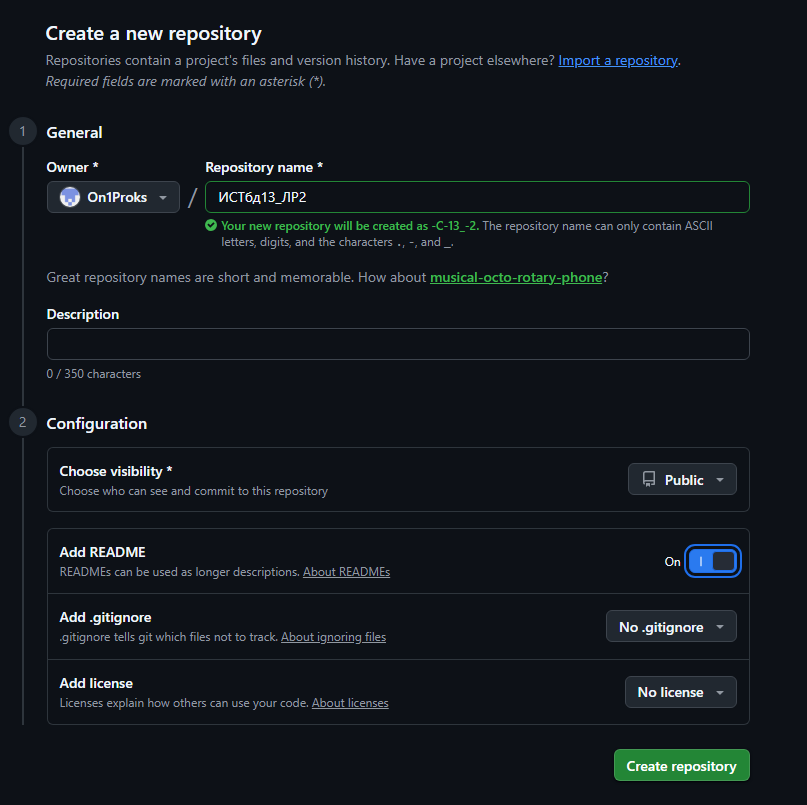 Create a new repository
Repositories contain a project's files and version history. Have a project elsewhere? Import a repository.
Required fields are marked with an asterisk (*).
1
General
Owner *
Repository name *
On1Proks
/
ИСТбд13_ЛР2
Your new repository will be created as -C-13_-2. The repository name can only contain ASCII
letters, digits, and the characters ., -, and _.
Great repository names are short and memorable. How about musical-octo-rotary-phone?
Description
0 / 350 characters
2
Configuration
Choose visibility *
Choose who can see and commit to this repository
Public
Add README
READMEs can be used as longer descriptions. About READMEs
On
Add .gitignore
.gitignore tells git which files not to track. About ignoring files
No .gitignore
Add license
Licenses explain how others can use your code. About licenses
No license
Create repository